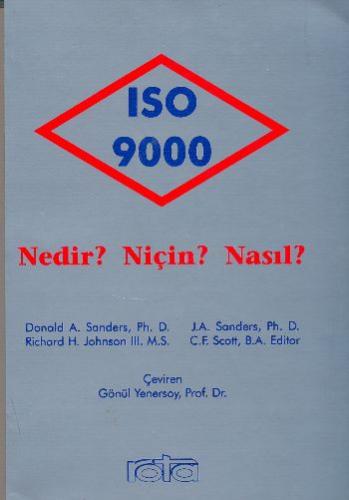 ISO
9000
Nedir? Niçin? Nasıl?
Donald A. Sanders, Ph. D. J.A. Sanders, Ph. D.
Richard H. Johnson III. M.S. C.F. Scott, B.A. Editor
Çeviren
Gönül Yenersoy, Prof. Dr.
rota